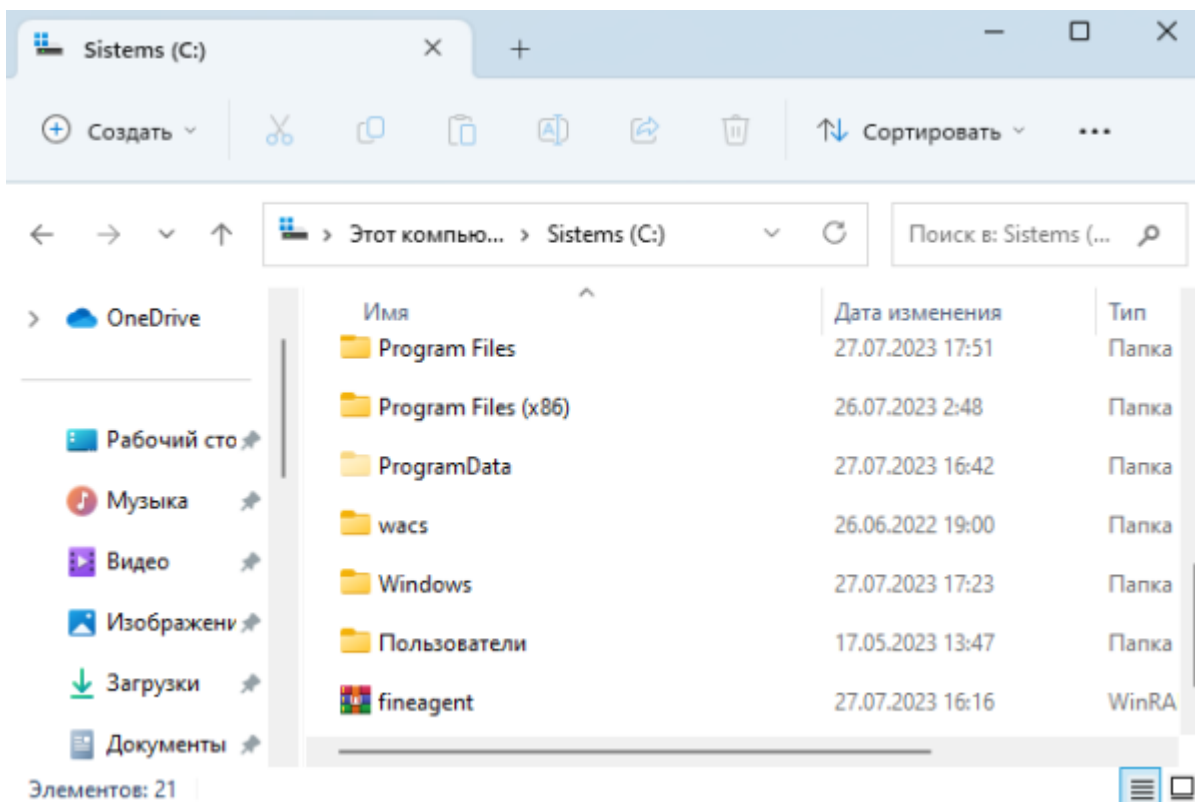 Sistems (C:)
Создать
Сортировать
Этот компью... Sistems (C:)
Поиск в: Sistems (...
OneDrive
Рабочий сто
Музыка
Видео
Изображени
Загрузки
Документы
Имя Дата изменения Тип
Program Files 27.07.2023 17:51 Папка
Program Files (x86) 26.07.2023 2:48 Папка
ProgramData 27.07.2023 16:42 Папка
wacs 26.06.2022 19:00 Папка
Windows 27.07.2023 17:23 Папка
Пользователи 17.05.2023 13:47 Папка
fineagent 27.07.2023 16:16 WinRA
Элементов: 21